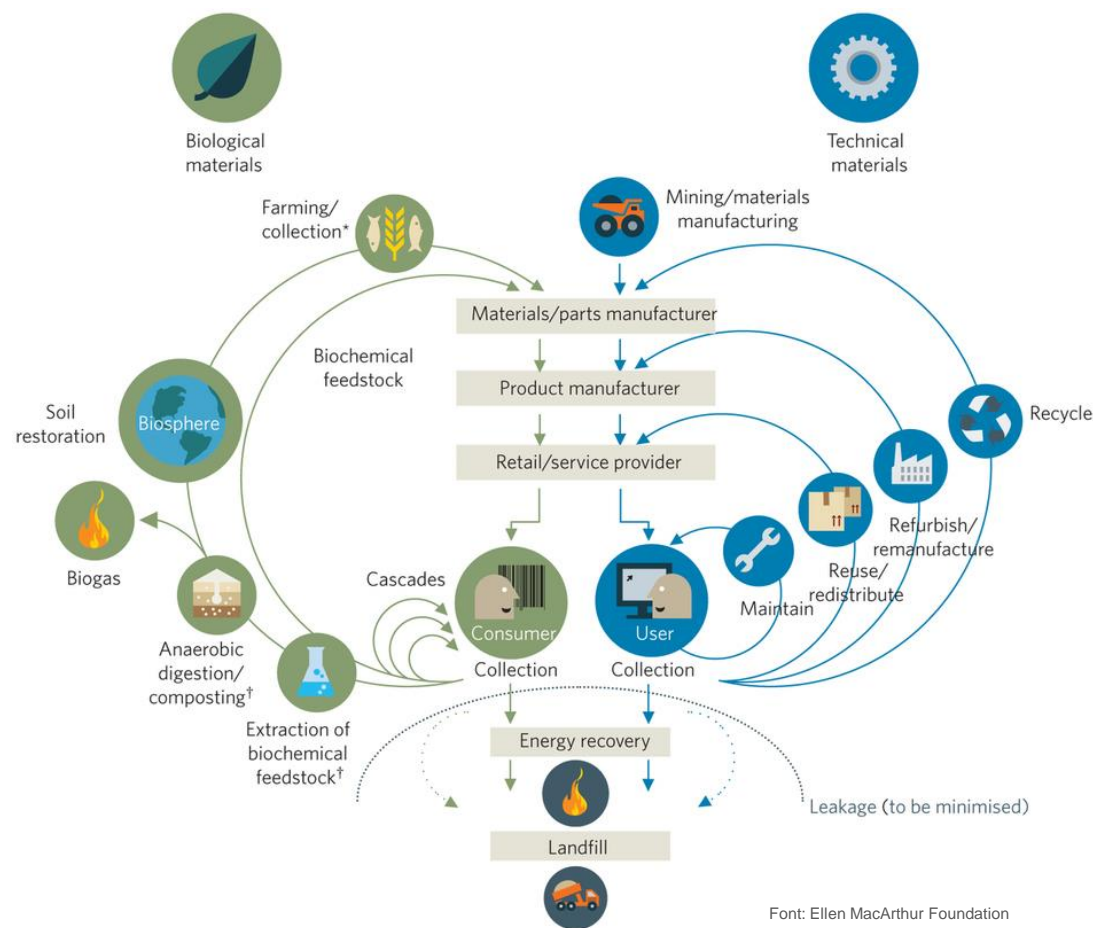 Biological
materials
Technical
materials
Farming/
collection*
Mining/materials
manufacturing
Materials/parts manufacturer
Biochemical
feedstock
Product manufacturer
Soil
restoration
Biosphere
Recycle
Retail/service provider
Biogas
Refurbish/
remanufacture
Reuse/
redistribute
Cascades
Maintain
Consumer
User
Anaerobic
digestion/
composting†
Collection
Collection
Extraction of
biochemical
feedstock†
Energy recovery
Leakage (to be minimised)
Landfill
Font: Ellen MacArthur Foundation